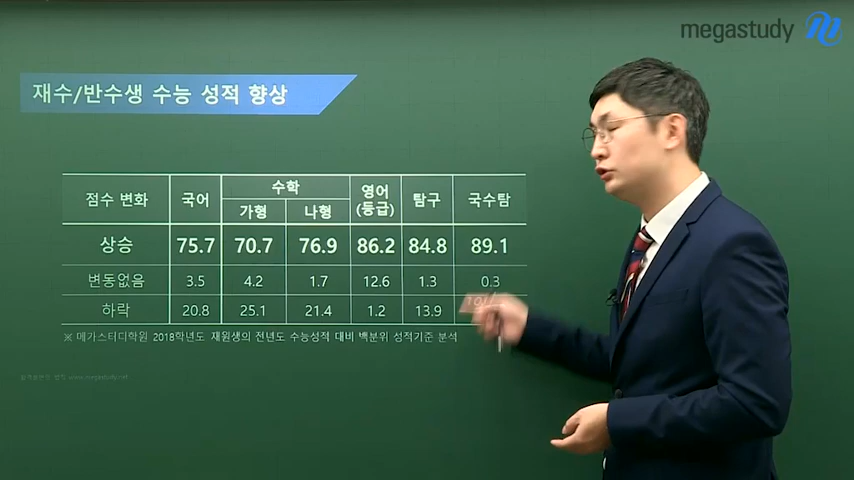 megastudy
재수/반수생 수능 성적 향상
점수 변화 국어 수학 영어 (등급) 탐구 국수탐
가형 나형
상승 75.7 70.7 76.9 86.2 84.8 89.1
변동없음 3.5 4.2 1.7 12.6 1.3 0.3
하락 20.8 25.1 21.4 1.2 13.9
※ 메가스터디학원 2018학년도 재원생의 전년도 수능성적 대비 백분위 성적기준 분석
www.megastudy.net